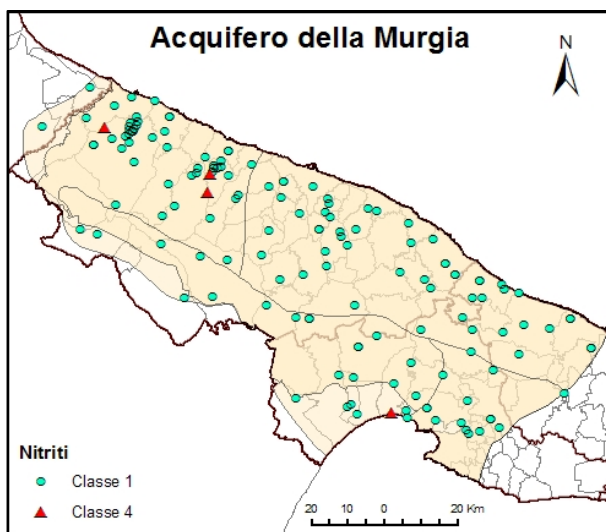 Acquifero della Murgia
N
Nitriti
Classe 1
Classe 4
20 10 0 20 Km